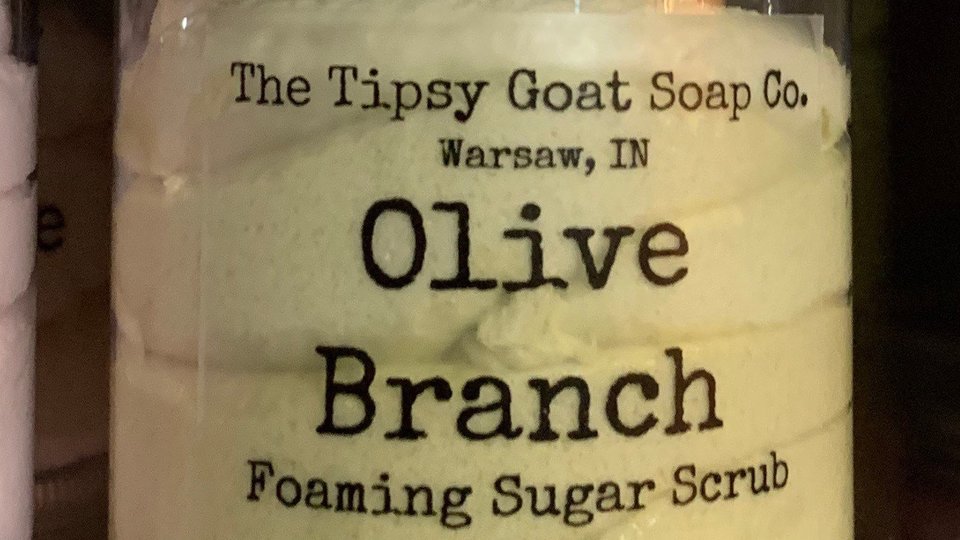 The Tipsy Goat Soap Co.
Warsaw, IN
Olive
Branch
Foaming Sugar Scrub
e